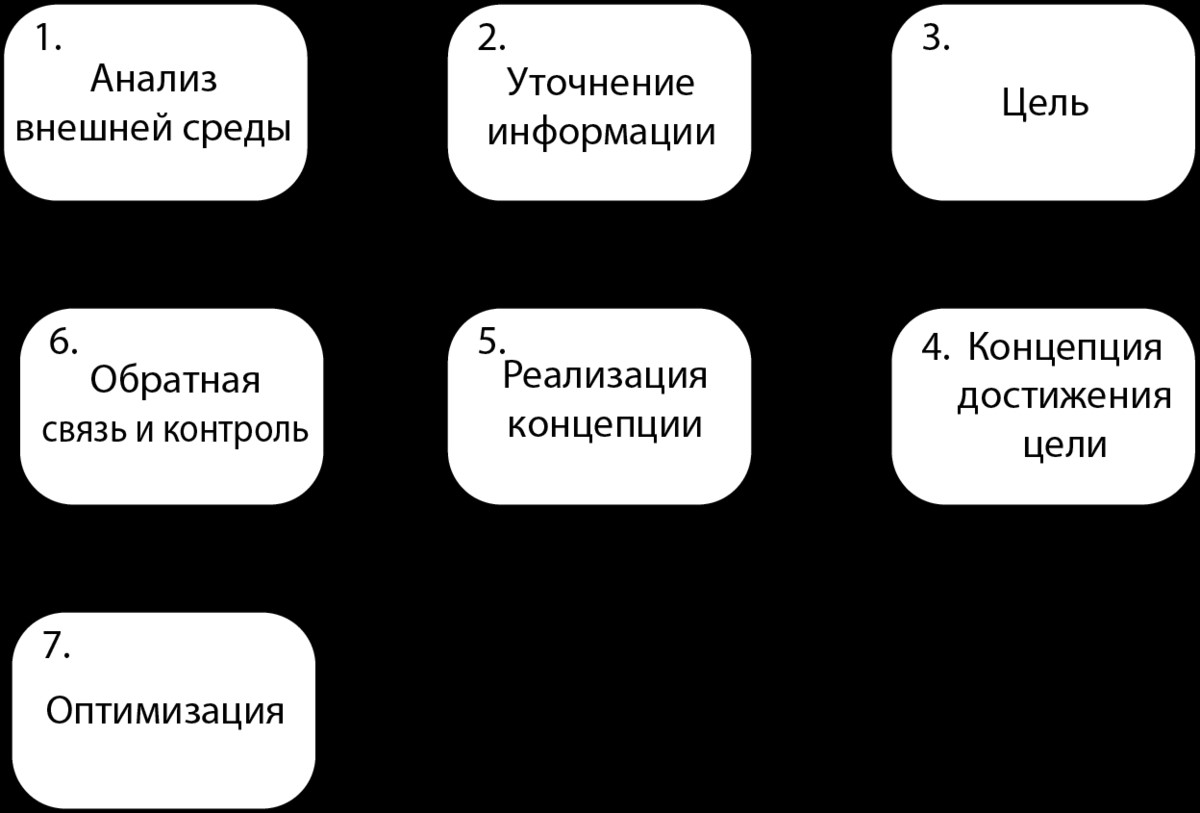 1.
Анализ
внешней среды
2.
Уточнение
информации
3.
Цель
4. Концепция
достижения
цели
5.
Реализация
концепции
6.
Обратная
связь и контроль
7.
Оптимизация